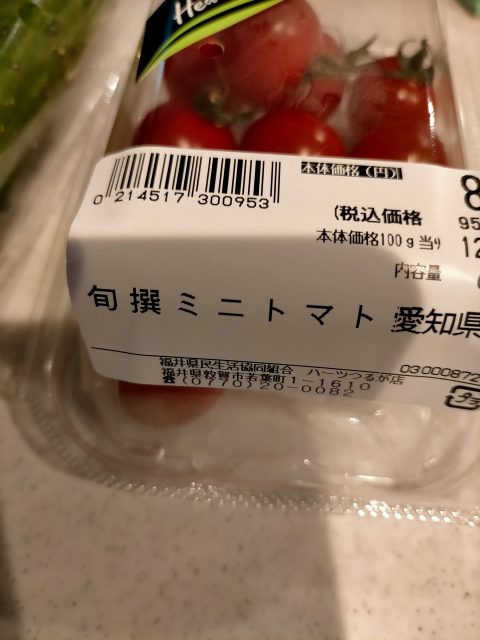 Hea
本体価格(円)
8
0 214517 300953
(税込価格
95
本体価格100g当り
12
内容量
旬撰ミニトマト 愛知県
福井県民生活協同組合 ハーツつるが店
03000872
福井県敦賀市若葉町1-1610
☎(0770)20-0082
プラ